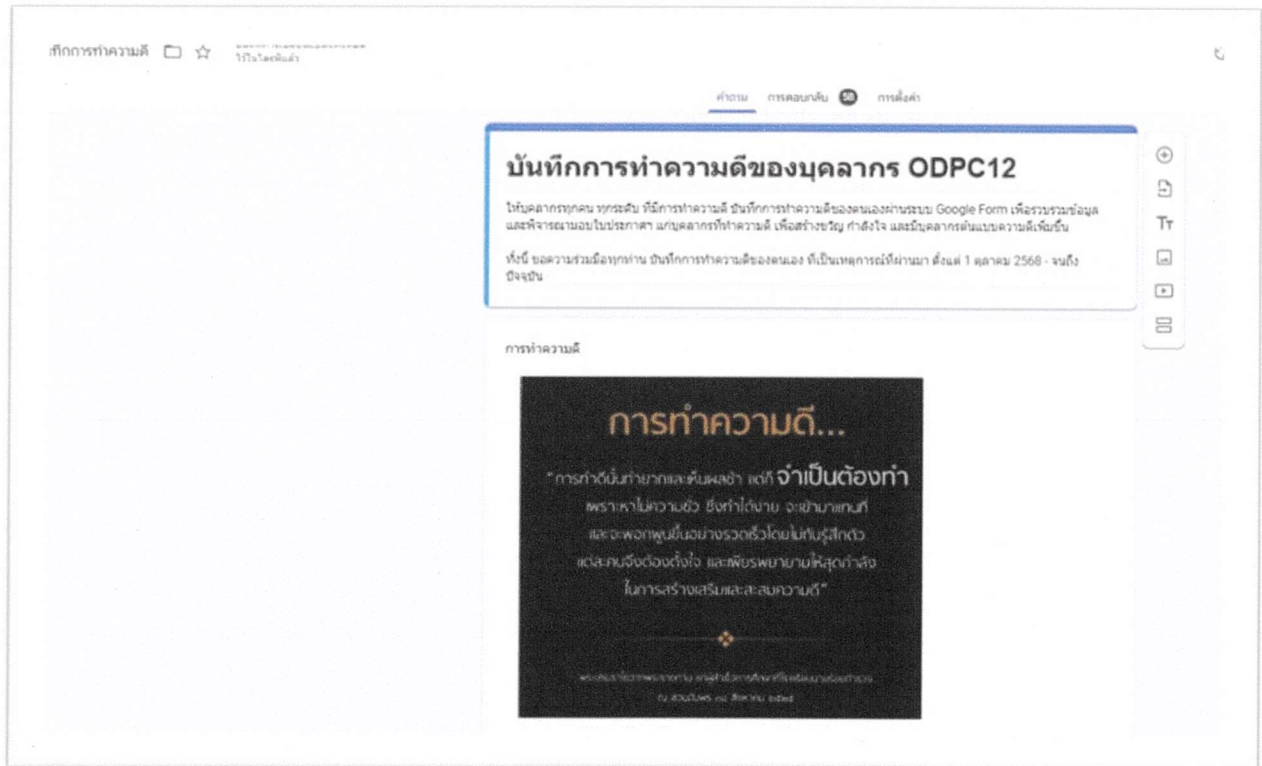 ทึกการทำความดี
คำถาม การตอบกลับ 58 การตั้งค่า
บันทึกการทำความดีของบุคลากร ODPC12
ให้บุคลากรทุกคน ทุกระดับ ที่มีการทำความดี บันทึกการทำความดีของตนเองผ่านระบบ Google Form เพื่อรวบรวมข้อมูล
และพิจารณามอบใบประกาศฯ แก่บุคลากรที่ทำความดี เพื่อสร้างขวัญ กำลังใจ และมีบุคลากรต้นแบบความดีเพิ่มขึ้น
ทั้งนี้ ขอความร่วมมือทุกท่าน บันทึกการทำความดีของตนเอง ที่เป็นเหตุการณ์ที่ผ่านมา ตั้งแต่ 1 ตุลาคม 2568 - จนถึง
ปัจจุบัน
Tт
การทำความดี
การทำความดี...
"การทำดีนั้นทำยากและเห็นผลช้า แต่ก็ จำเป็นต้องทำ
เพราะหาไม่ความชั่ว ซึ่งทำได้ง่าย จะเข้ามาแทนที่
และจะพอกพูนขึ้นอย่างรวดเร็วโดยไม่ทันรู้สึกตัว
แต่ละคนจึงต้องตั้งใจ และเพียรพยายามให้สุดกำลัง
ในการสร้างเสริมและสะสมความดี"